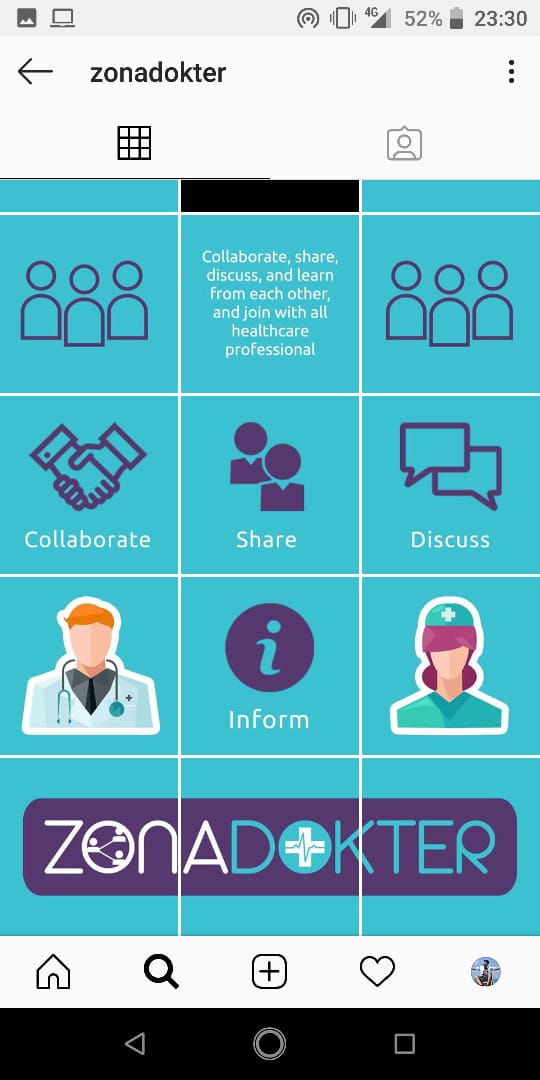 4G 52% 23:30
zonadokter
Collaborate, share,
discuss, and learn
from each other,
and join with all
healthcare
professional
Collaborate Share Discuss
i
Inform
ZONADOKTER